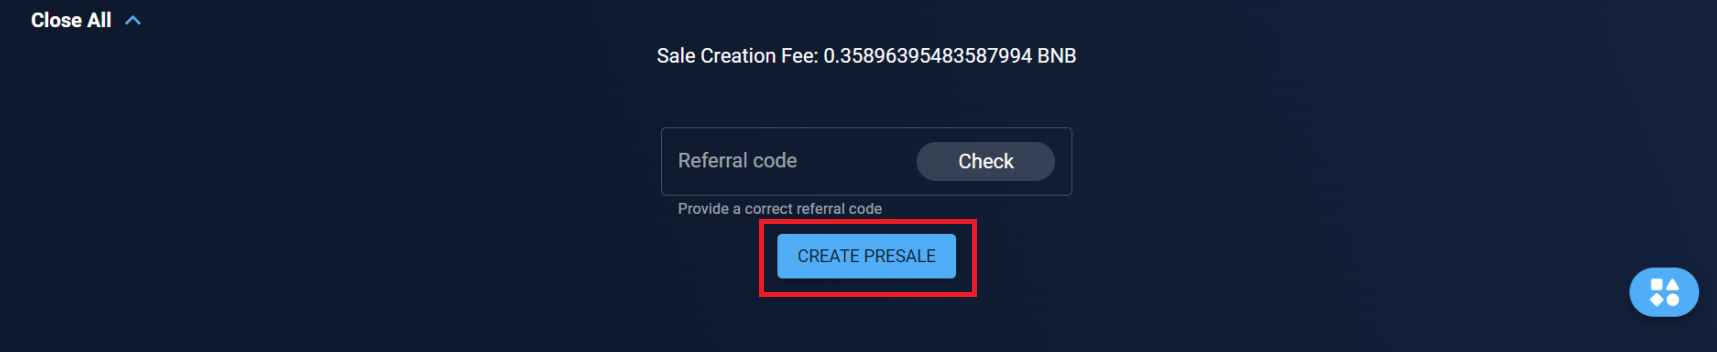 Close All
Sale Creation Fee: 0.35896395483587994 BNB
Referral code
Check
Provide a correct referral code
CREATE PRESALE